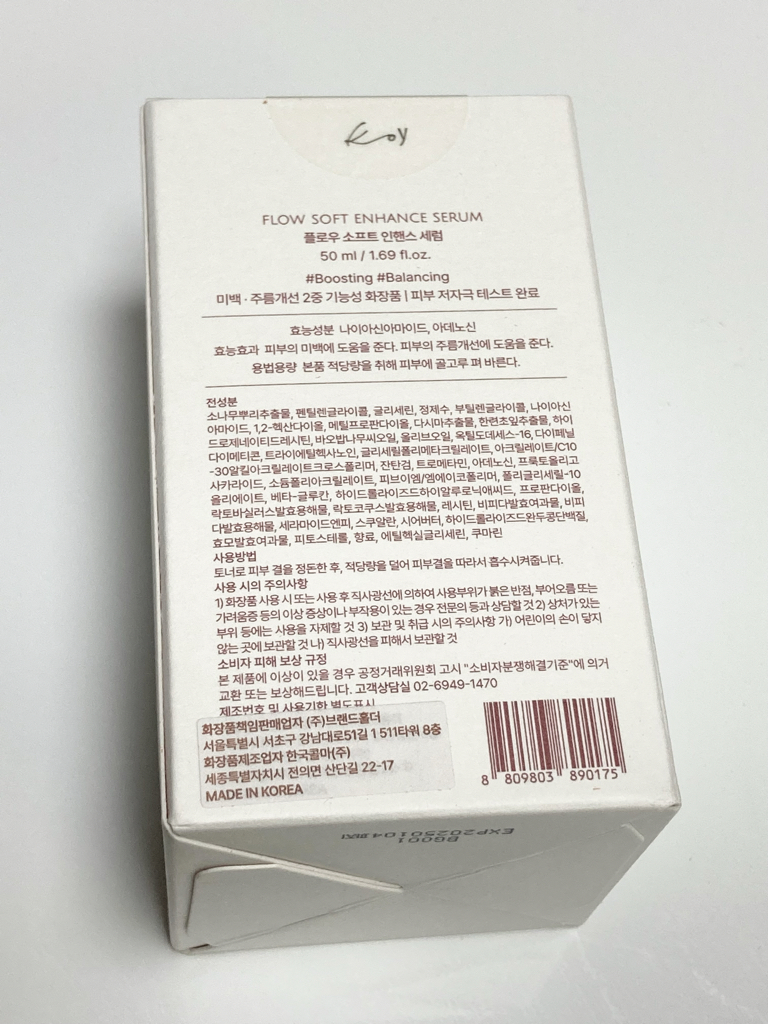 FLOW SOFT ENHANCE SERUM
플로우 소프트 인핸스 세럼
50 ml / 1.69 fl.oz.
#Boosting #Balancing
미백 · 주름개선 2중 기능성 화장품 | 피부 저자극 테스트 완료
효능성분 나이아신아마이드, 아데노신
효능효과 피부의 미백에 도움을 준다. 피부의 주름개선에 도움을 준다.
용법용량 본품 적당량을 취해 피부에 골고루 펴 바른다.
전성분
소나무뿌리추출물, 펜틸렌글라이콜, 글리세린, 정제수, 부틸렌글라이콜, 나이아신
아마이드, 1,2-헥산다이올, 메틸프로판다이올, 다시마추출물, 한련초잎추출물, 하이
드로제네이티드레시틴, 바오밥나무씨오일, 올리브오일, 옥틸도데세스-16, 다이페닐
다이메티콘, 트라이에틸헥사노인, 글리세릴폴리메타크릴레이트, 아크릴레이트/C10
-30알킬아크릴레이트크로스폴리머, 잔탄검, 트로메타민, 아데노신, 프룩토올리고
사카라이드, 소듐폴리아크릴레이트, 피브이엠/엠에이코폴리머, 폴리글리세릴-10
올리에이트, 베타-글루칸, 하이드롤라이즈드하이알루로닉애씨드, 프로판다이올,
락토바실러스발효용해물, 락토코쿠스발효용해물, 레시틴, 비피다발효여과물, 비피
다발효용해물, 세라마이드엔피, 스쿠알란, 시어버터, 하이드롤라이즈드완두콩단백질,
효모발효여과물, 피토스테롤, 향료, 에틸헥실글리세린, 쿠마린
사용방법
토너로 피부 결을 정돈한 후, 적당량을 덜어 피부결을 따라서 흡수시켜줍니다.
사용 시의 주의사항
1) 화장품 사용 시 또는 사용 후 직사광선에 의하여 사용부위가 붉은 반점, 부어오름 또는
가려움증 등의 이상 증상이나 부작용이 있는 경우 전문의 등과 상담할 것 2) 상처가 있는
부위 등에는 사용을 자제할 것 3) 보관 및 취급 시의 주의사항 가) 어린이의 손이 닿지
않는 곳에 보관할 것 나) 직사광선을 피해서 보관할 것
소비자 피해 보상 규정
본 제품에 이상이 있을 경우 공정거래위원회 고시 "소비자분쟁해결기준"에 의거
교환 또는 보상해드립니다. 고객상담실 02-6949-1470
제조번호 및 사용기한 별도표시
화장품책임판매업자 (주)브랜드홀더
서울특별시 서초구 강남대로51길 1 511타워 8층
화장품제조업자 한국콜마(주)
세종특별자치시 전의면 산단길 22-17
MADE IN KOREA
8 809803 890175
BG001
EXP20250104까지